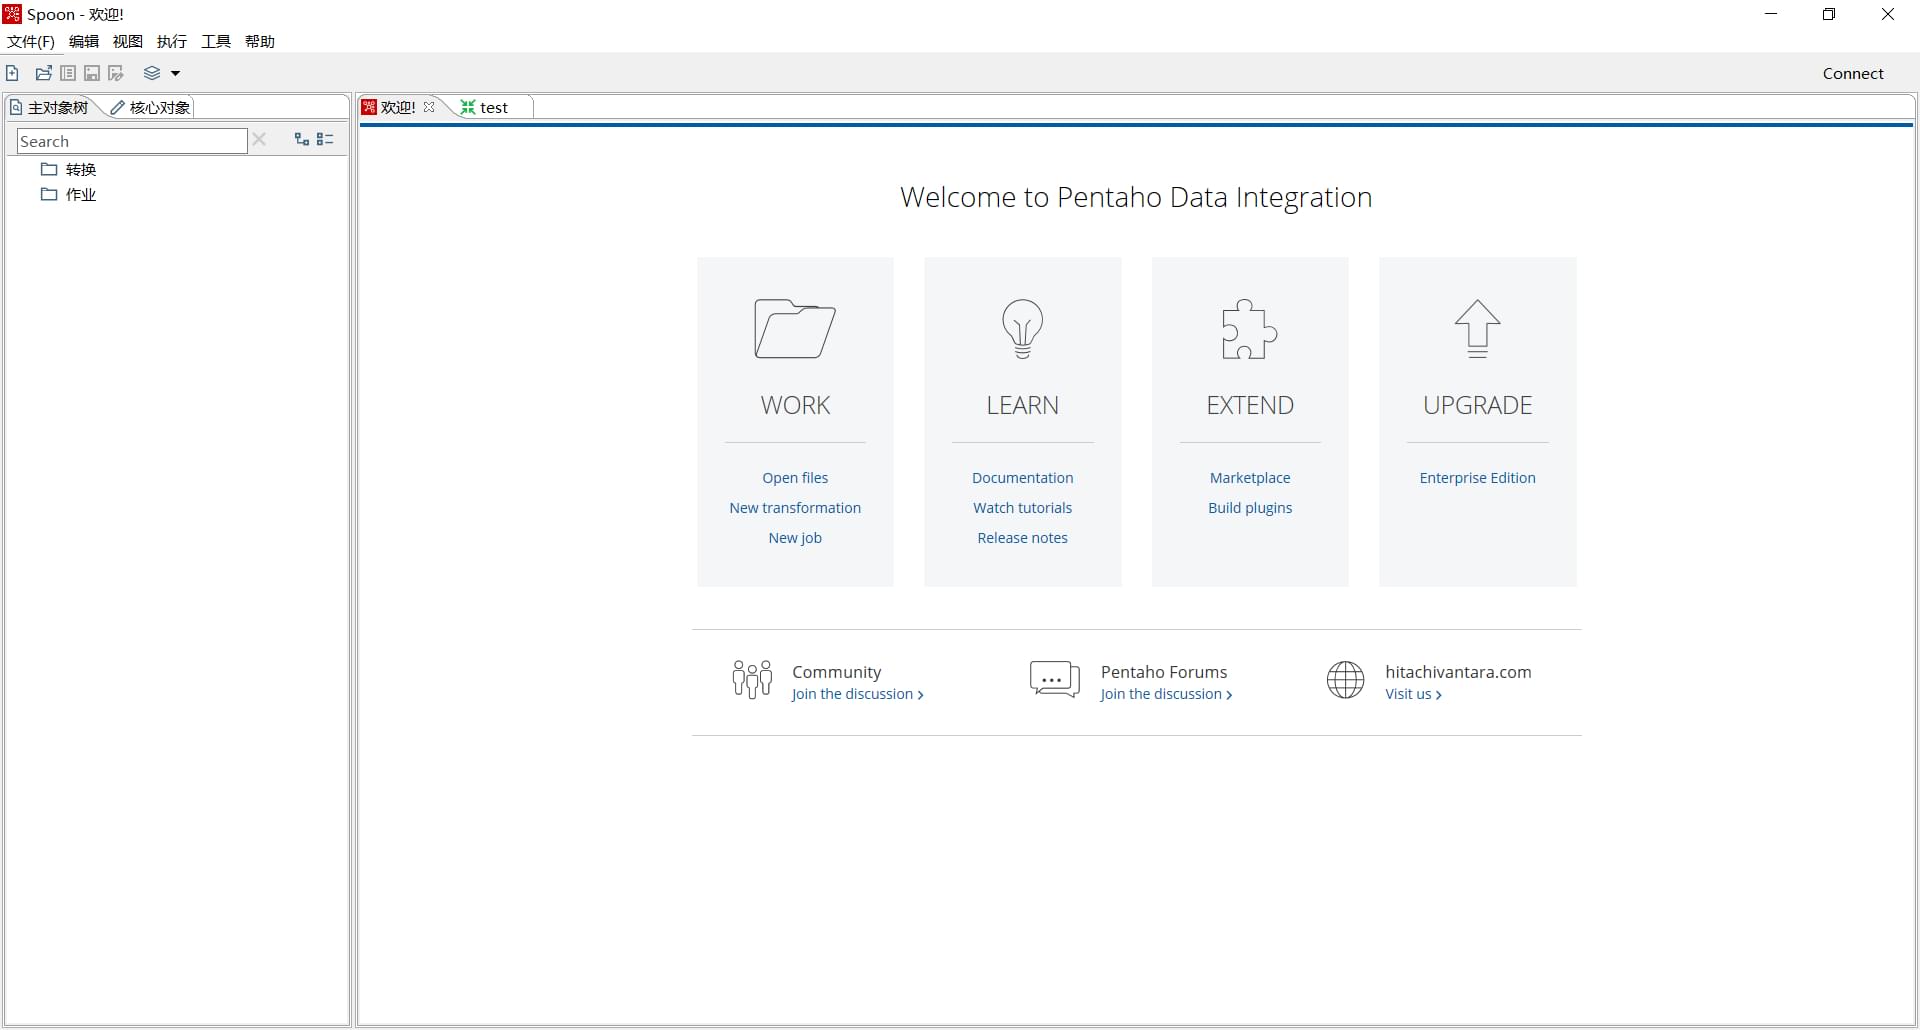 Spoon - 欢迎!
文件(F) 编辑 视图 执行 工具 帮助
Connect
主对象树 核心对象
欢迎! test
Search
转换
作业
Welcome to Pentaho Data Integration
WORK
Open files
New transformation
New job
LEARN
Documentation
Watch tutorials
Release notes
EXTEND
Marketplace
Build plugins
UPGRADE
Enterprise Edition
Community
Join the discussion >
Pentaho Forums
Join the discussion >
hitachivantara.com
Visit us >